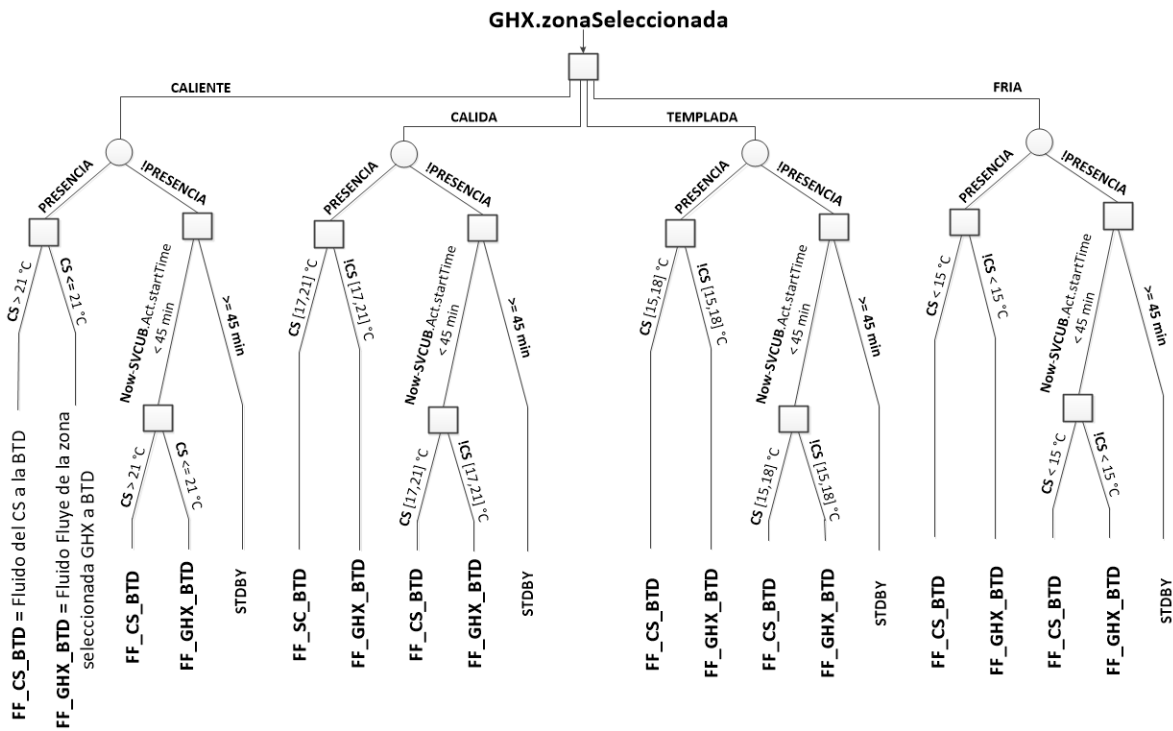 GHX.zonaSeleccionada
CALIENTE
CALIDA
TEMPLADA
FRIA
PRESENCIA
!PRESENCIA
PRESENCIA
!PRESENCIA
PRESENCIA
!PRESENCIA
PRESENCIA
!PRESENCIA
CS > 21 °C
CS <= 21 °C
Now-SVCUB.Act.startTime
< 45 min
>= 45 min
CS [17,21] °C
!CS [17,21] °C
Now-SVCUB.Act.startTime
< 45 min
>= 45 min
CS [15,18] °C
!CS [15,18] °C
Now-SVCUB.Act.startTime
< 45 min
>= 45 min
CS < 15 °C
!CS < 15 °C
Now-SVCUB.Act.startTime
< 45 min
>= 45 min
CS > 21 °C
CS <= 21 °C
CS [17,21] °C
!CS [17,21] °C
CS [15,18] °C
!CS [15,18] °C
CS < 15 °C
!CS < 15 °C
FF_CS_BTD = Fluido del CS a la BTD
FF_GHX_BTD = Fluido Fluye de la zona
seleccionada GHX a BTD
FF_CS_BTD
FF_GHX_BTD
STDBY
FF_SC_BTD
FF_GHX_BTD
FF_CS_BTD
FF_GHX_BTD
STDBY
FF_CS_BTD
FF_GHX_BTD
FF_CS_BTD
FF_GHX_BTD
STDBY
FF_CS_BTD
FF_GHX_BTD
FF_CS_BTD
FF_GHX_BTD
STDBY